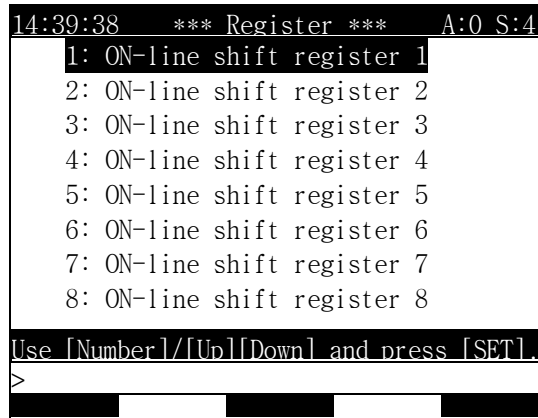 14:39:38 *** Register *** A:0 S:4
1: ON-line shift register 1
2: ON-line shift register 2
3: ON-line shift register 3
4: ON-line shift register 4
5: ON-line shift register 5
6: ON-line shift register 6
7: ON-line shift register 7
8: ON-line shift register 8
Use [Number]/[Up][Down] and press [SET].
>